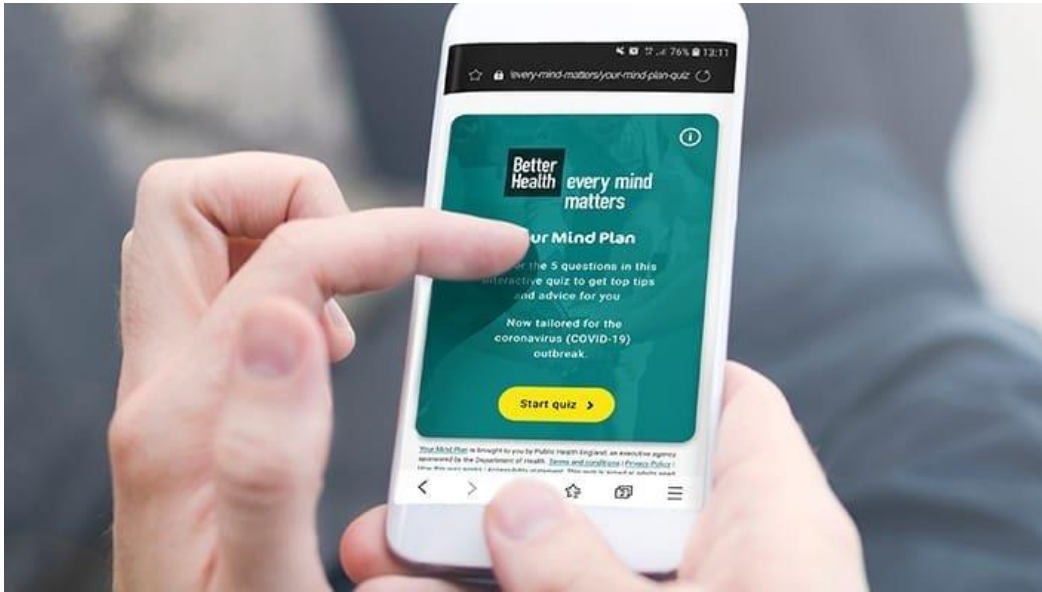 76% 13:11
every-mind-matters/your-mind-plan-quiz
Better
Health every mind
matters
ur Mind Plan
the 5 questions in this
interactive quiz to get top tips
and advice for you
Now tailored for the
coronavirus (COVID-19)
outbreak.
Start quiz
Your Mind Plan is brought to you by Public Health England, an executive agency
sponsored by the Department of Health. Terms and conditions | Privacy Policy |